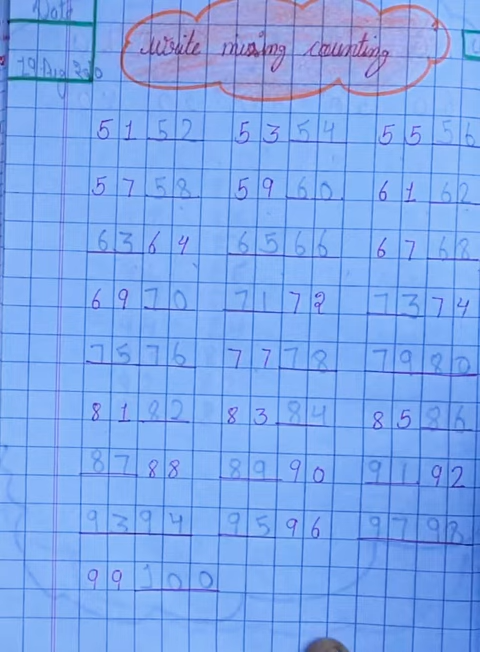 Date
19 Aug
Write missing counting
51 52 53 54 55 56
57 58 59 60 61 62
63 64 65 66 67 68
69 70 71 72 73 74
75 76 77 78 79 80
81 82 83 84 85 86
87 88 89 90 91 92
93 94 95 96 97 98
99 100